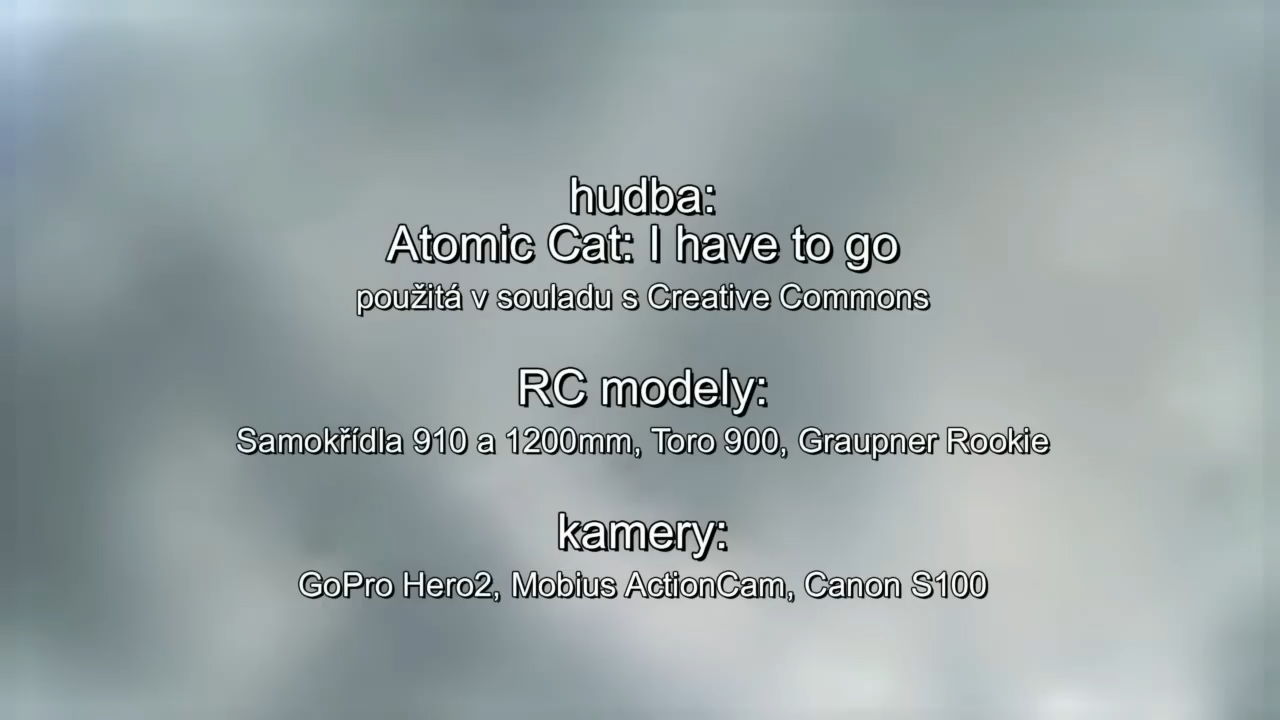 hudba:
Atomic Cat: I have to go
použitá v souladu s Creative Commons
RC modely:
Samokřídla 910 a 1200mm, Toro 900, Graupner Rookie
kamery:
GoPro Hero2, Mobius ActionCam, Canon S100